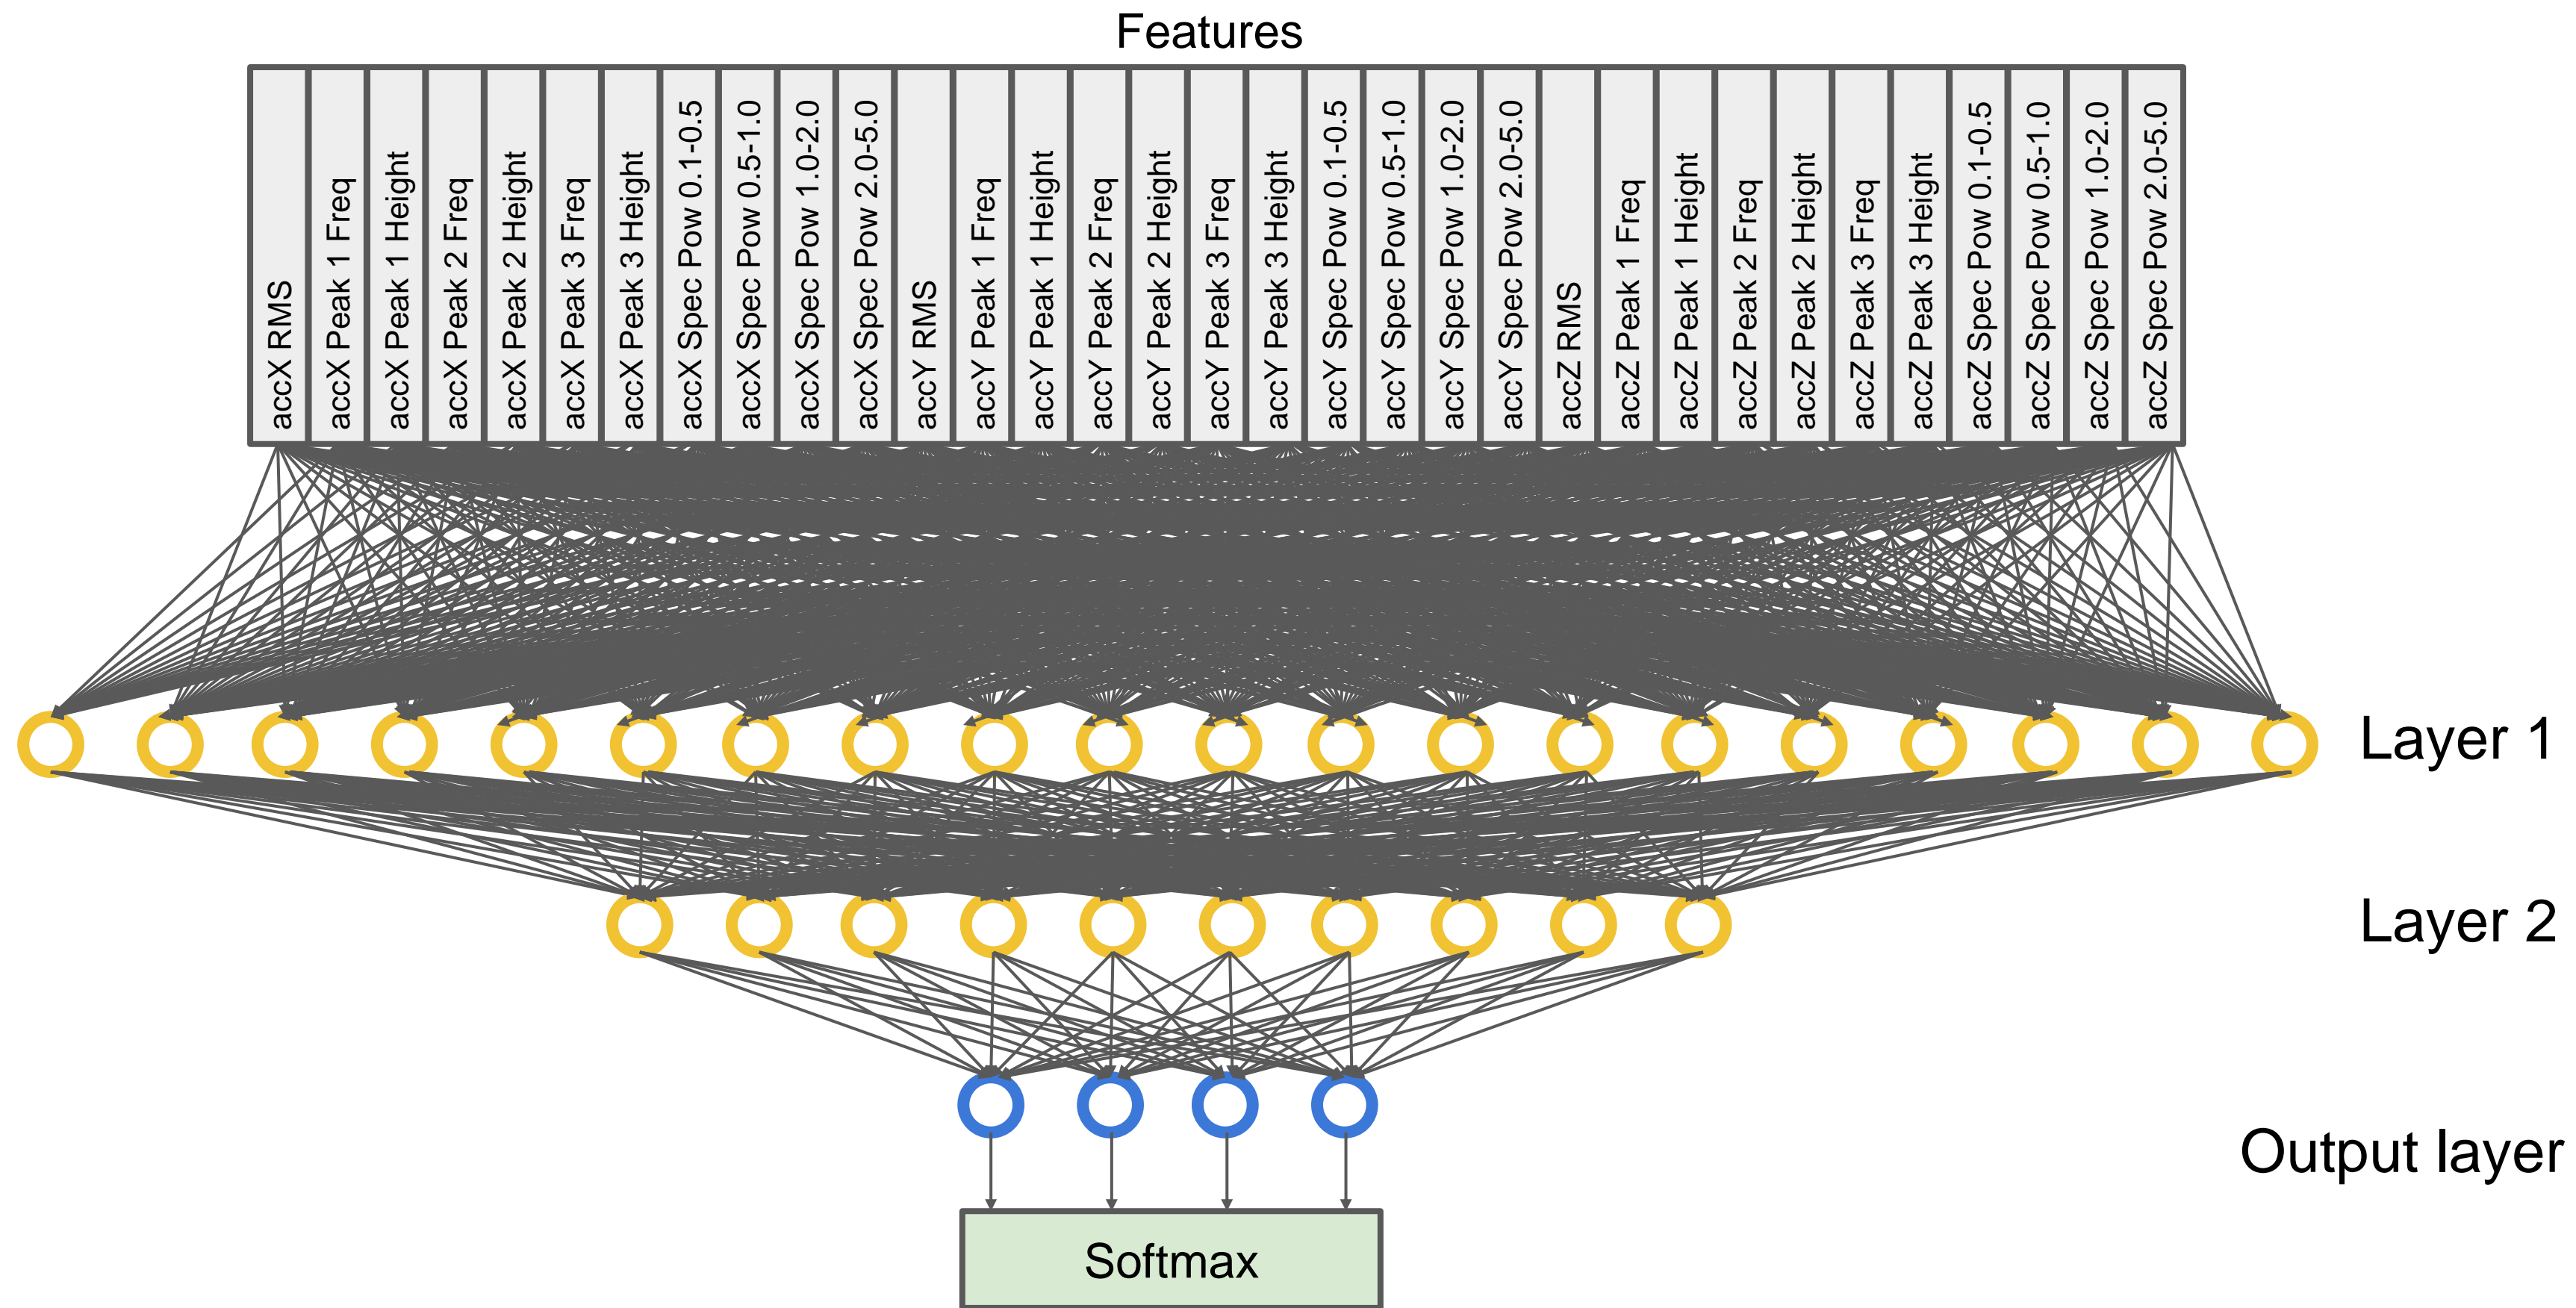 Features
accX RMS
accX Peak 1 Freq
accX Peak 1 Height
accX Peak 2 Freq
accX Peak 2 Height
accX Peak 3 Freq
accX Peak 3 Height
accX Spec Pow 0.1-0.5
accX Spec Pow 0.5-1.0
accX Spec Pow 1.0-2.0
accX Spec Pow 2.0-5.0
accY RMS
accY Peak 1 Freq
accY Peak 1 Height
accY Peak 2 Freq
accY Peak 2 Height
accY Peak 3 Freq
accY Peak 3 Height
accY Spec Pow 0.1-0.5
accY Spec Pow 0.5-1.0
accY Spec Pow 1.0-2.0
accY Spec Pow 2.0-5.0
accZ RMS
accZ Peak 1 Freq
accZ Peak 1 Height
accZ Peak 2 Freq
accZ Peak 2 Height
accZ Peak 3 Freq
accZ Peak 3 Height
accZ Spec Pow 0.1-0.5
accZ Spec Pow 0.5-1.0
accZ Spec Pow 1.0-2.0
accZ Spec Pow 2.0-5.0
Layer 1
Layer 2
Output layer
Softmax